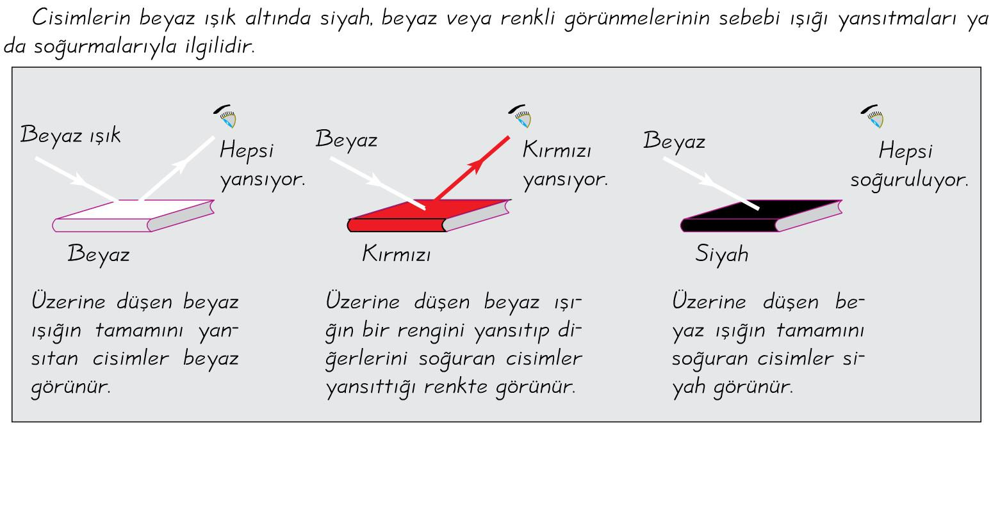 Cisimlerin beyaz ışık altında siyah, beyaz veya renkli görünmelerinin sebebi ışığı yansıtmaları ya
da soğurmalarıyla ilgilidir.
Beyaz ışık
Hepsi
yansıyor.
Beyaz
Üzerine düşen beyaz
ışığın tamamını yan-
sıtan cisimler beyaz
görünür.
Beyaz
Kırmızı
yansıyor.
Kırmızı
Üzerine düşen beyaz ışı-
ğın bir rengini yansıtıp di-
ğerlerini soğuran cisimler
yansıttığı renkte görünür.
Beyaz
Hepsi
soğuruluyor.
Siyah
Üzerine düşen be-
yaz ışığın tamamını
soğuran cisimler si-
yah görünür.